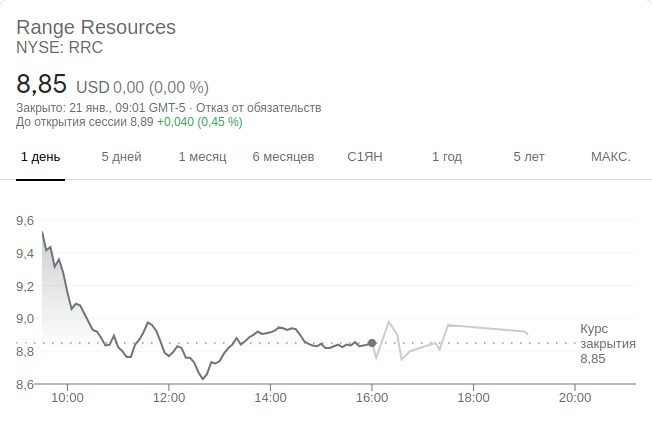 Range Resources
NYSE: RRC
8,85 USD 0,00 (0,00 %)
Закрыто: 21 янв., 09:01 GMT-5 · Отказ от обязательств
До открытия сессии 8,89 +0,040 (0,45 %)
1 день 5 дней 1 месяц 6 месяцев С1ЯН 1 год 5 лет МАКС.
9,6
9,4
9,2
9,0
8,8
8,6
Курс
закрытия
8,85
10:00 12:00 14:00 16:00 18:00 20:00